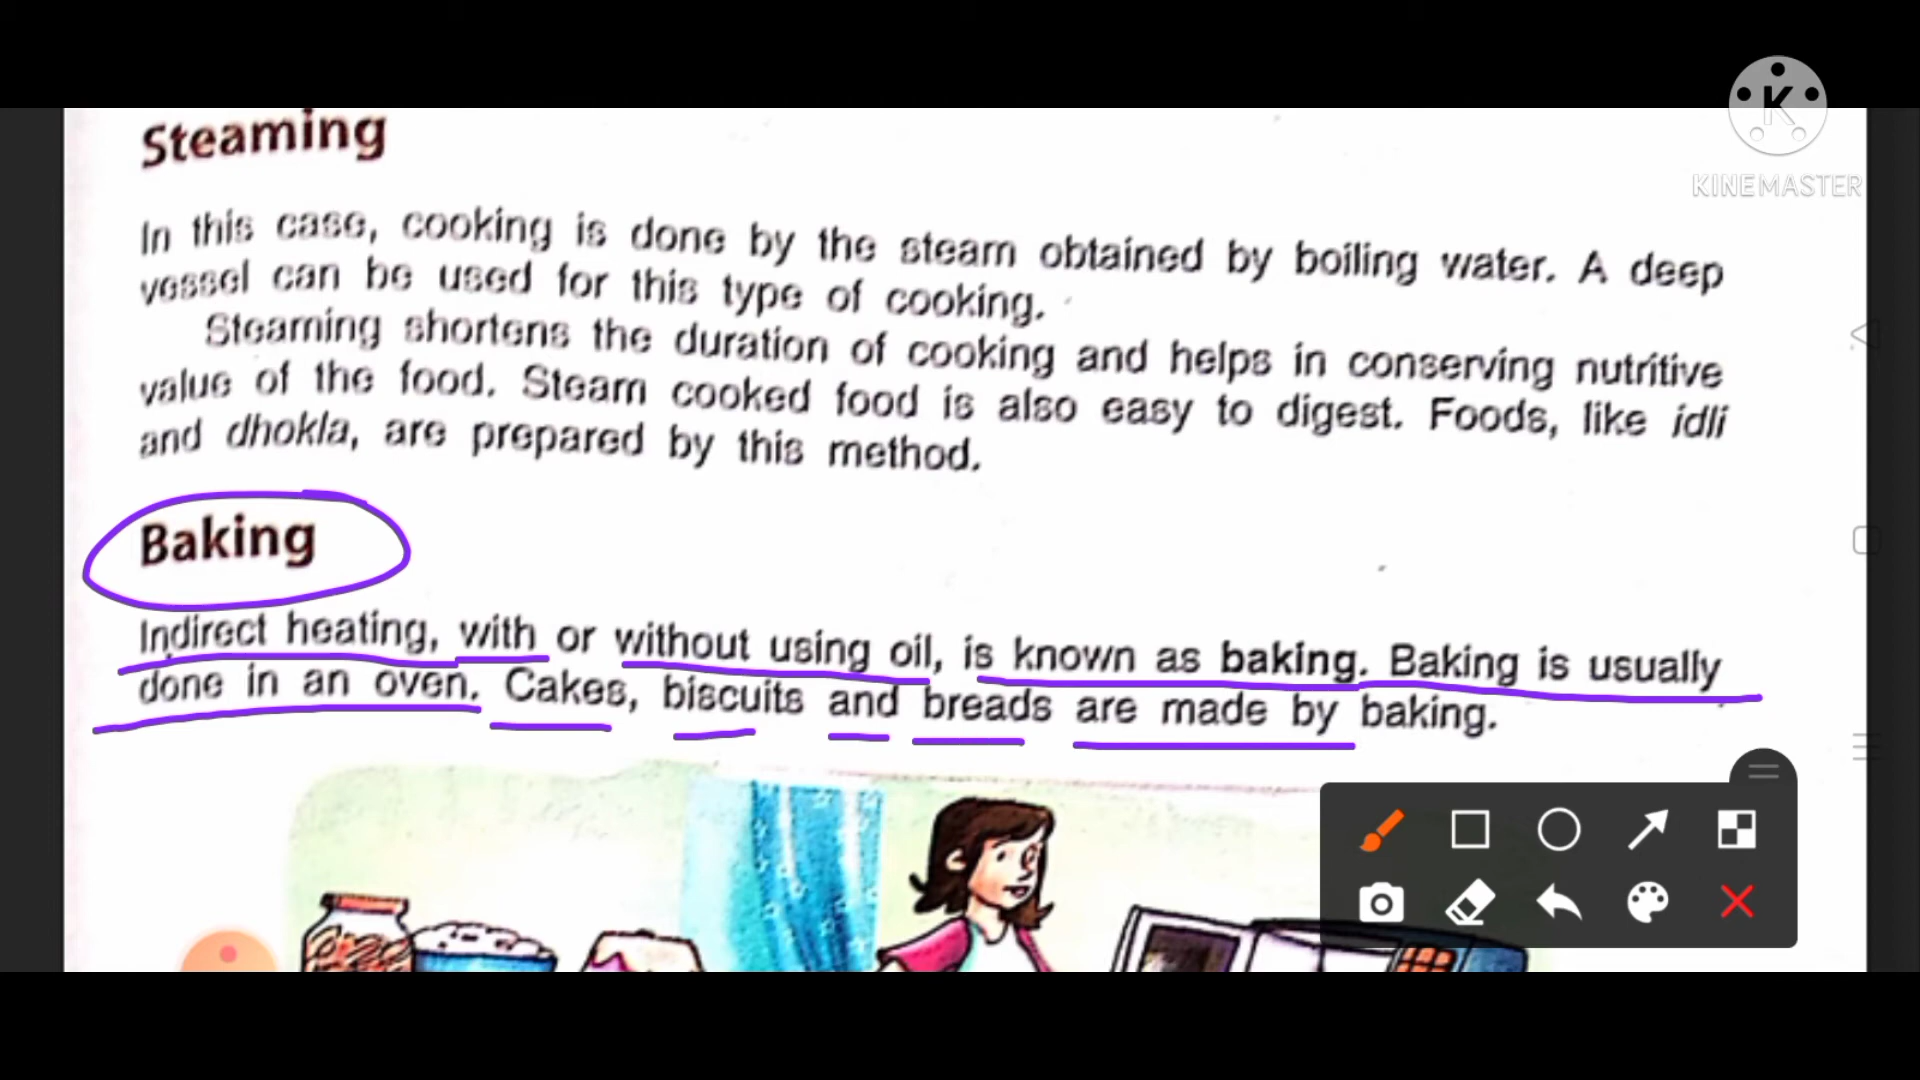 KINEMASTER
Steaming
In this case, cooking is done by the steam obtained by boiling water. A deep
vessel can be used for this type of cooking.
Steaming shortens the duration of cooking and helps in conserving nutritive
value of the food. Steam cooked food is also easy to digest. Foods, like idli
and dhokla, are prepared by this method.
Baking
Indirect heating, with or without using oil, is known as baking. Baking is usually
done in an oven. Cakes, biscuits and breads are made by baking.